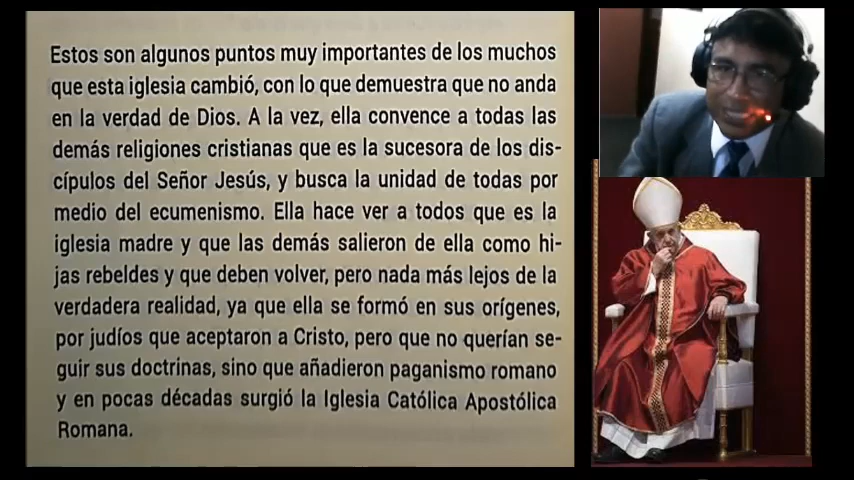 Estos son algunos puntos muy importantes de los muchos
que esta iglesia cambió, con lo que demuestra que no anda
en la verdad de Dios. A la vez, ella convence a todas las
demás religiones cristianas que es la sucesora de los dis-
cípulos del Señor Jesús, y busca la unidad de todas por
medio del ecumenismo. Ella hace ver a todos que es la
iglesia madre y que las demás salieron de ella como hi-
jas rebeldes y que deben volver, pero nada más lejos de la
verdadera realidad, ya que ella se formó en sus orígenes,
por judíos que aceptaron a Cristo, pero que no querían se-
guir sus doctrinas, sino que añadieron paganismo romano
y en pocas décadas surgió la Iglesia Católica Apostólica
Romana.